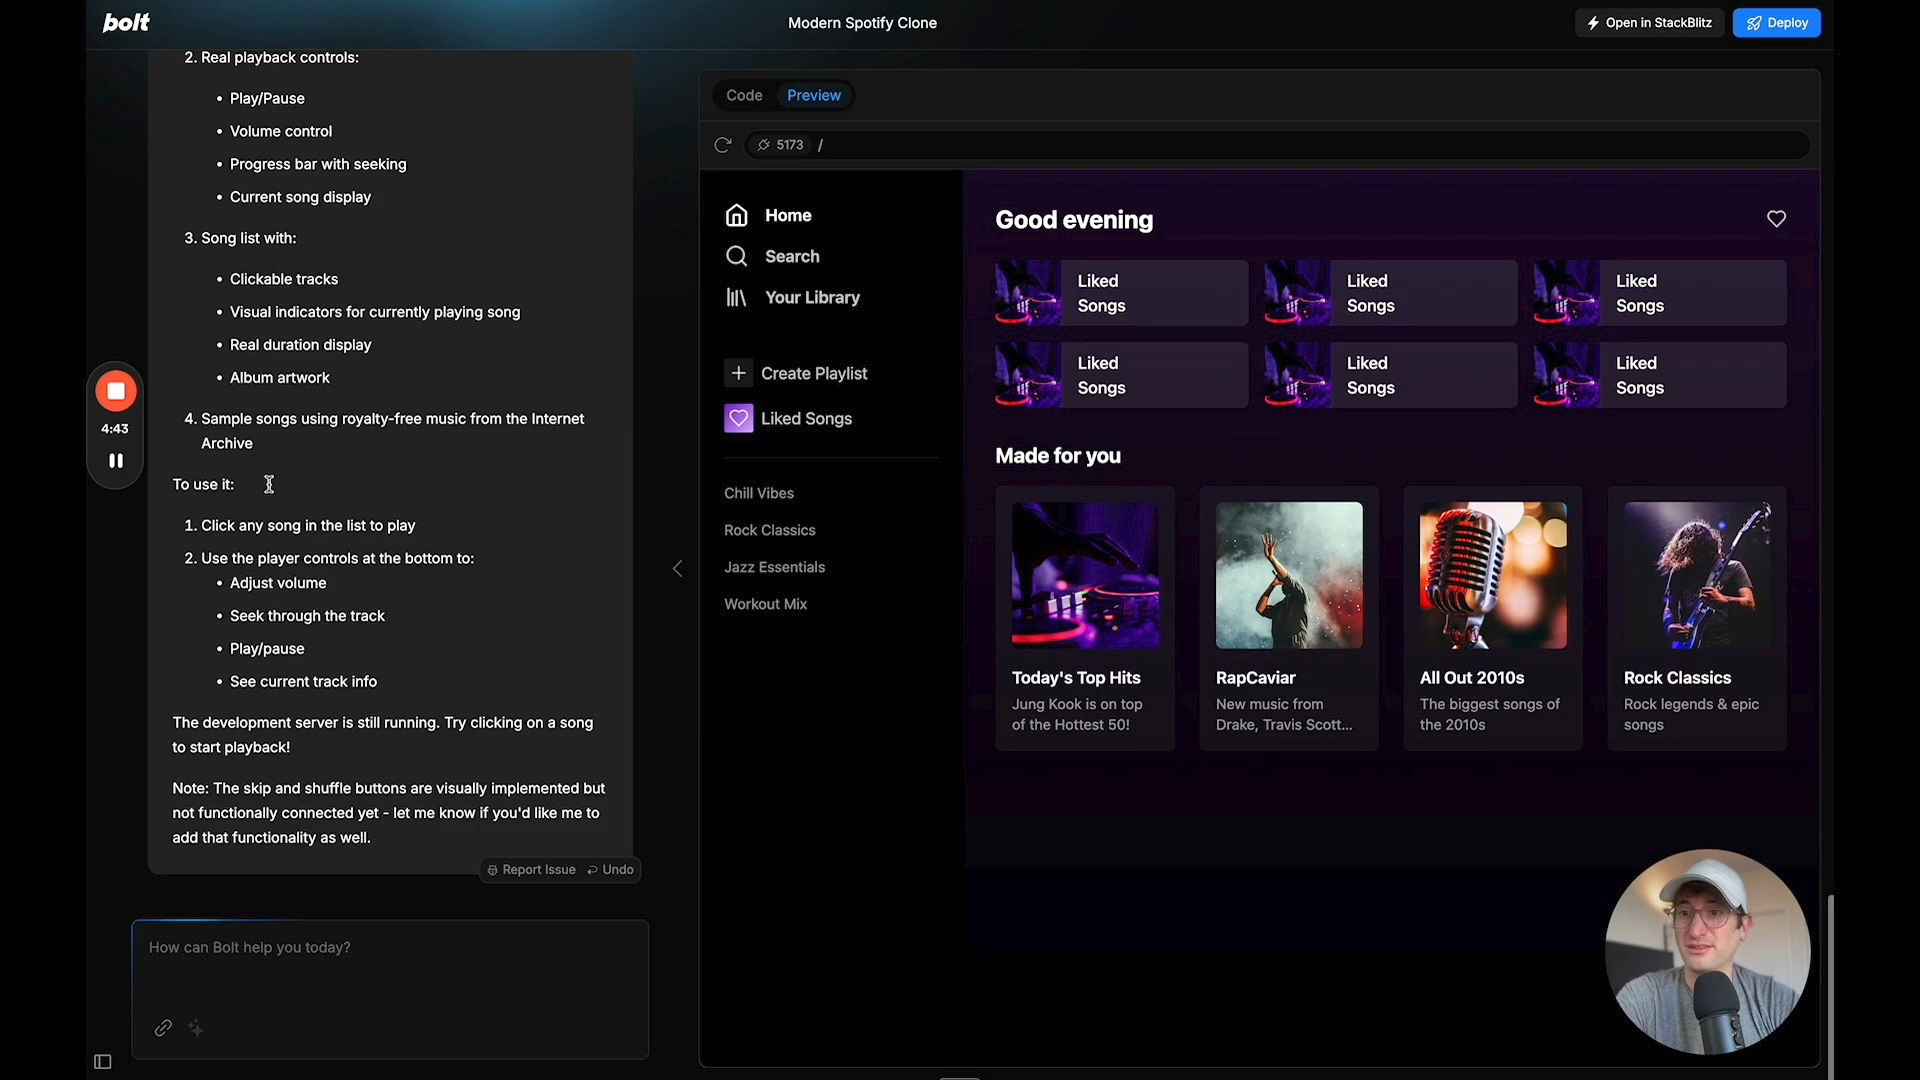 bolt
Modern Spotify Clone
Open in StackBlitz
Deploy
2. Real playback controls:
• Play/Pause
• Volume control
• Progress bar with seeking
• Current song display
3. Song list with:
• Clickable tracks
• Visual indicators for currently playing song
• Real duration display
• Album artwork
4. Sample songs using royalty-free music from the Internet
Archive
To use it:
1. Click any song in the list to play
2. Use the player controls at the bottom to:
• Adjust volume
• Seek through the track
• Play/pause
• See current track info
The development server is still running. Try clicking on a song
to start playback!
Note: The skip and shuffle buttons are visually implemented but
not functionally connected yet - let me know if you'd like me to
add that functionality as well.
Report Issue
Undo
How can Bolt help you today?
4:43
Code
Preview
5173
/
Home
Search
Your Library
Create Playlist
Liked Songs
Chill Vibes
Rock Classics
Jazz Essentials
Workout Mix
Good evening
Liked
Songs
Liked
Songs
Liked
Songs
Liked
Songs
Liked
Songs
Liked
Songs
Made for you
Today's Top Hits
Jung Kook is on top
of the Hottest 50!
RapCaviar
New music from
Drake, Travis Scott...
All Out 2010s
The biggest songs of
the 2010s
Rock Classics
Rock legends & epic
songs